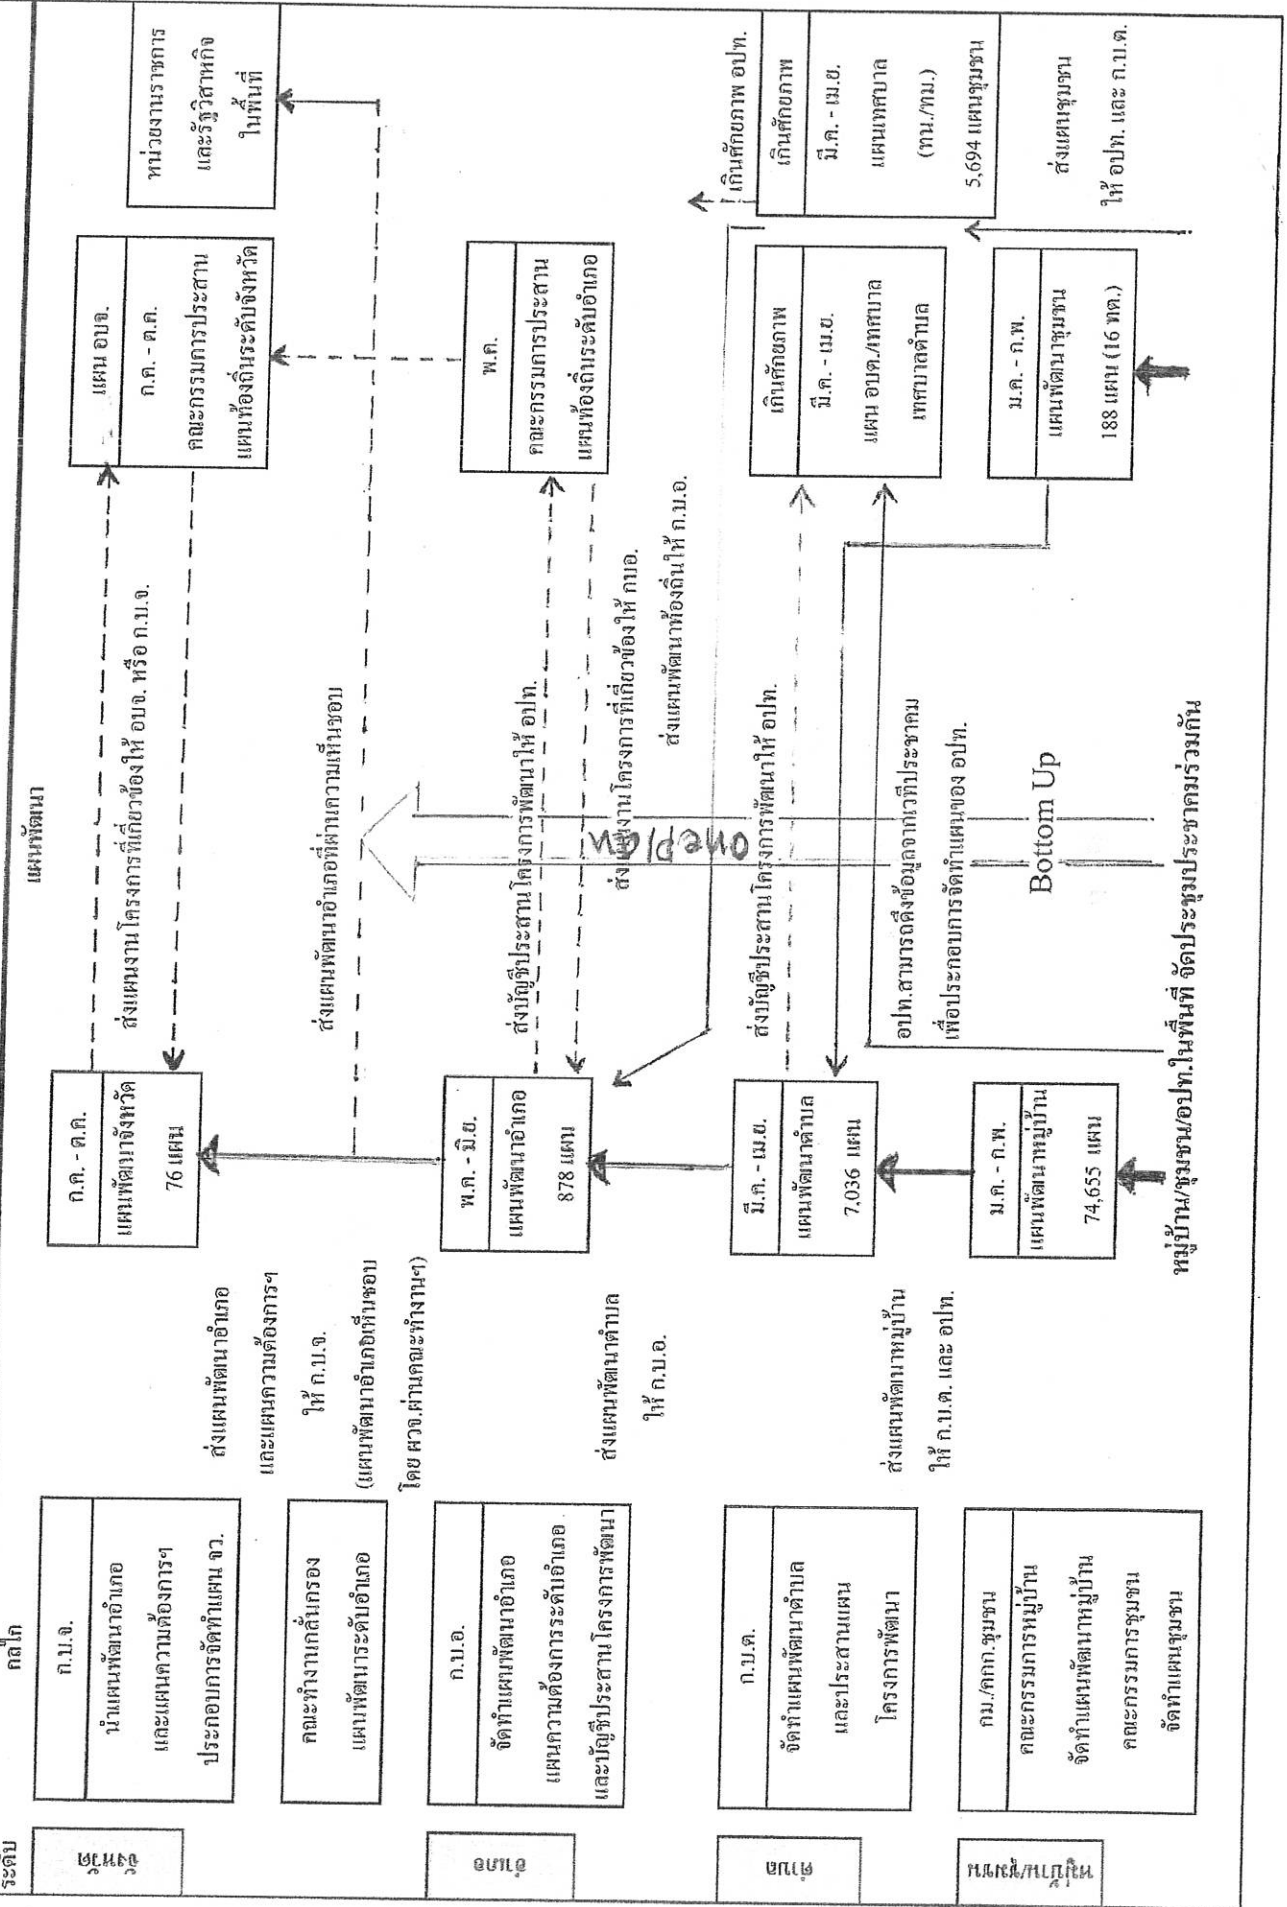 ระดับ
กลไก
แผนพัฒนา
จังหวัด
ก.บ.จ.
นำแผนพัฒนาอำเภอ
และแผนความต้องการฯ
ประกอบการจัดทำแผน จว.
คณะทำงานกลั่นกรอง
แผนพัฒนาระดับอำเภอ
ส่งแผนพัฒนาอำเภอ
และแผนความต้องการฯ
ให้ ก.บ.จ.
(แผนพัฒนาอำเภอเห็นชอบ
โดย ผวจ.ผ่านคณะทำงานฯ)
ก.ค. - ต.ค.
แผนพัฒนาจังหวัด
76 แผน
ส่งแผนงานโครงการที่เกี่ยวข้องให้ อบจ. หรือ ก.บ.จ.
แผน อบจ.
ก.ค. - ต.ค.
คณะกรรมการประสาน
แผนท้องถิ่นระดับจังหวัด
หน่วยงานราชการ
และรัฐวิสาหกิจ
ในพื้นที่
ส่งแผนพัฒนาอำเภอที่ผ่านความเห็นชอบ
อำเภอ
ก.บ.อ.
จัดทำแผนพัฒนาอำเภอ
แผนความต้องการระดับอำเภอ
และบัญชีประสานโครงการพัฒนา
ส่งแผนพัฒนาตำบล
ให้ ก.บ.อ.
พ.ค. - มิ.ย.
แผนพัฒนาอำเภอ
878 แผน
ส่งบัญชีประสานโครงการพัฒนาให้ อปท.
ส่งแผนงานโครงการที่เกี่ยวข้องให้ กบอ.
ส่งแผนพัฒนาท้องถิ่นให้ ก.บ.อ.
พ.ค.
คณะกรรมการประสาน
แผนท้องถิ่นระดับอำเภอ
เกินศักยภาพ อปท.
onePlan
ตำบล
ก.บ.ต.
จัดทำแผนพัฒนาตำบล
และประสานแผน
โครงการพัฒนา
ส่งแผนพัฒนาหมู่บ้าน
ให้ ก.บ.ต. และ อปท.
มี.ค. - เม.ย.
แผนพัฒนาตำบล
7,036 แผน
ส่งบัญชีประสานโครงการพัฒนาให้ อปท.
อปท.สามารถดึงข้อมูลจากเวทีประชาคม
เพื่อประกอบการจัดทำแผนของ อปท.
เกินศักยภาพ
มี.ค. - เม.ย.
แผน อบต./เทศบาล
เทศบาลตำบล
เกินศักยภาพ
มี.ค. - เม.ย.
แผนเทศบาล
(ทน./ทม.)
5,694 แผนชุมชน
หมู่บ้าน/ชุมชน
กม./คกก.ชุมชน
คณะกรรมการหมู่บ้าน
จัดทำแผนพัฒนาหมู่บ้าน
คณะกรรมการชุมชน
จัดทำแผนชุมชน
ม.ค. - ก.พ.
แผนพัฒนาหมู่บ้าน
74,655 แผน
Bottom Up
ม.ค. - ก.พ.
แผนพัฒนาชุมชน
188 แผน (16 ทต.)
ส่งแผนชุมชน
ให้ อปท. และ ก.บ.ต.
หมู่บ้าน/ชุมชน/อปท.ในพื้นที่ จัดประชุมประชาคมร่วมกัน